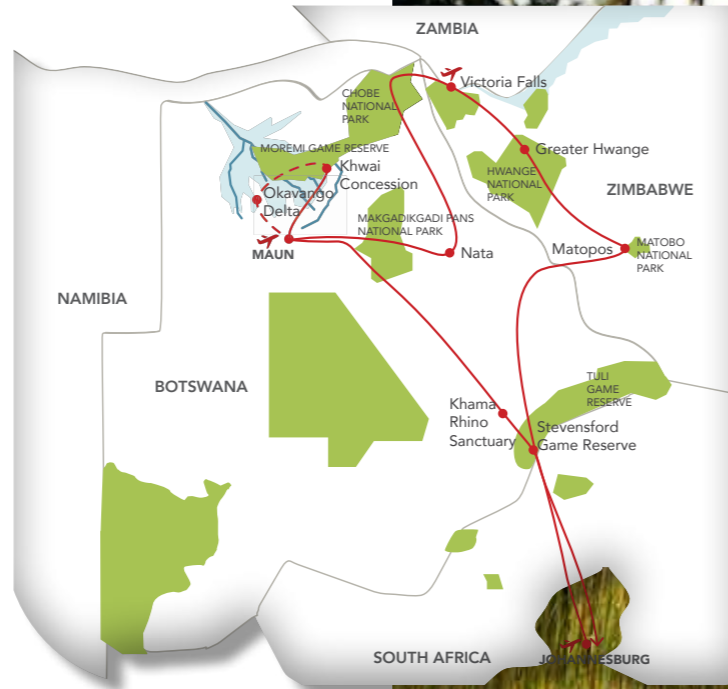 ZAMBIA
Victoria Falls
CHOBE
NATIONAL
PARK
MOREMI GAME RESERVE
Khwai
Concession
Okavango
Delta
MAUN
MAKGADIKGADI PANS
NATIONAL PARK
Nata
Greater Hwange
HWANGE
NATIONAL
PARK
ZIMBABWE
Matopos
MATOBO
NATIONAL
PARK
NAMIBIA
BOTSWANA
TULI
GAME
RESERVE
Khama
Rhino
Sanctuary
Stevensford
Game Reserve
SOUTH AFRICA
JOHANNESBURG